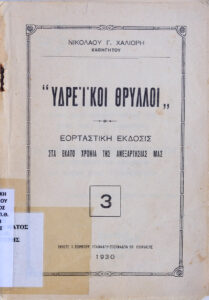 ΝΙΚΟΛΑΟΥ Γ. ΧΑΛΙΟΡΗ
ΚΑΘΗΓΗΤΟΥ
"ΥΔΡΕΪΚΟΙ ΘΡΥΛΛΟΙ„
ΕΟΡΤΑΣΤΙΚΗ ΕΚΔΟΣΙΣ
ΣΤΑ ΕΚΑΤΟ ΧΡΟΝΙΑ ΤΗΣ ΑΝΕΞΑΡΤΗΣΙΑΣ ΜΑΣ
3
1930